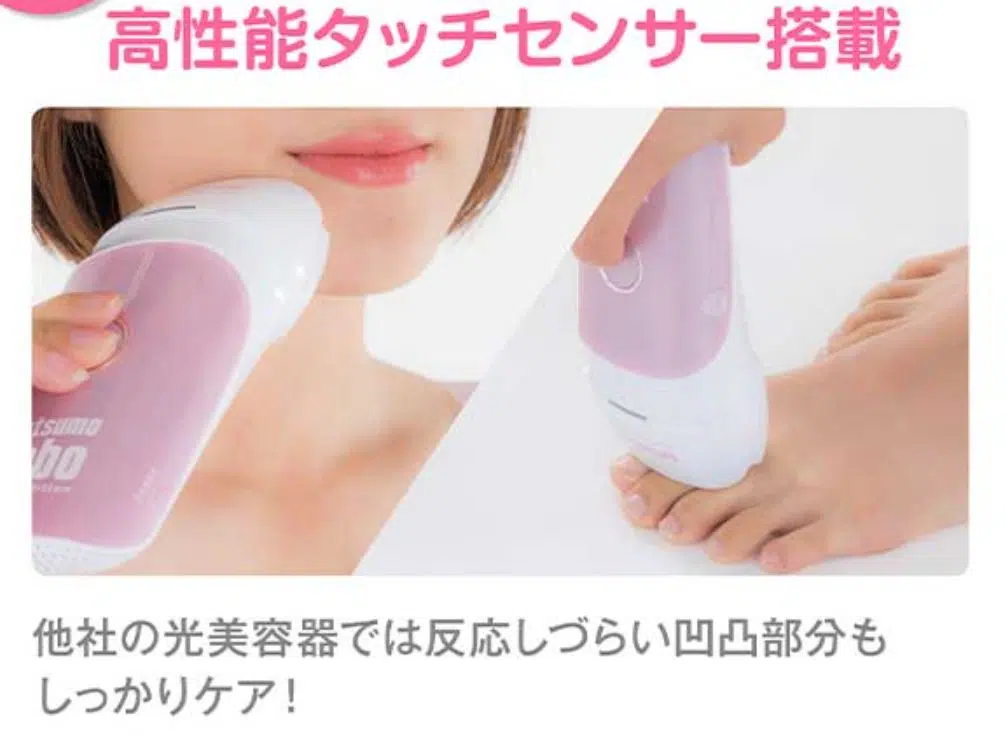 高性能タッチセンサー搭載
bo
他社の光美容器では反応しづらい凹凸部分も
しっかりケア！